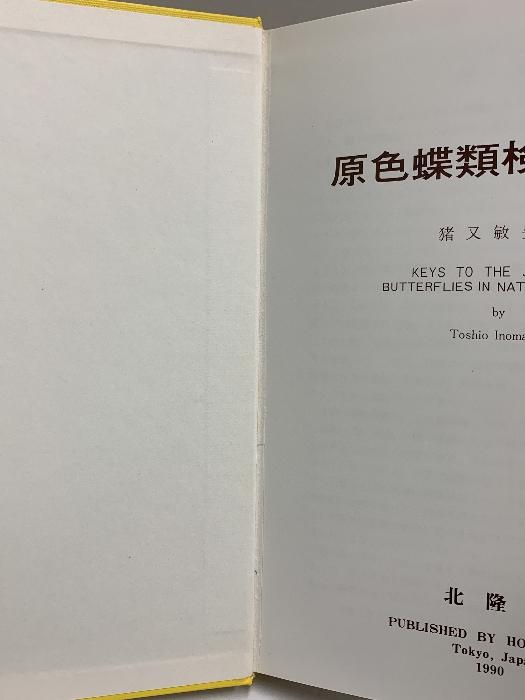 原色蝶類検
猪又敏
KEYS TO THE J
BUTTERFLIES IN NAT
by
Toshio Inoma
北隆
PUBLISHED BY HO
Tokyo, Japa
1990